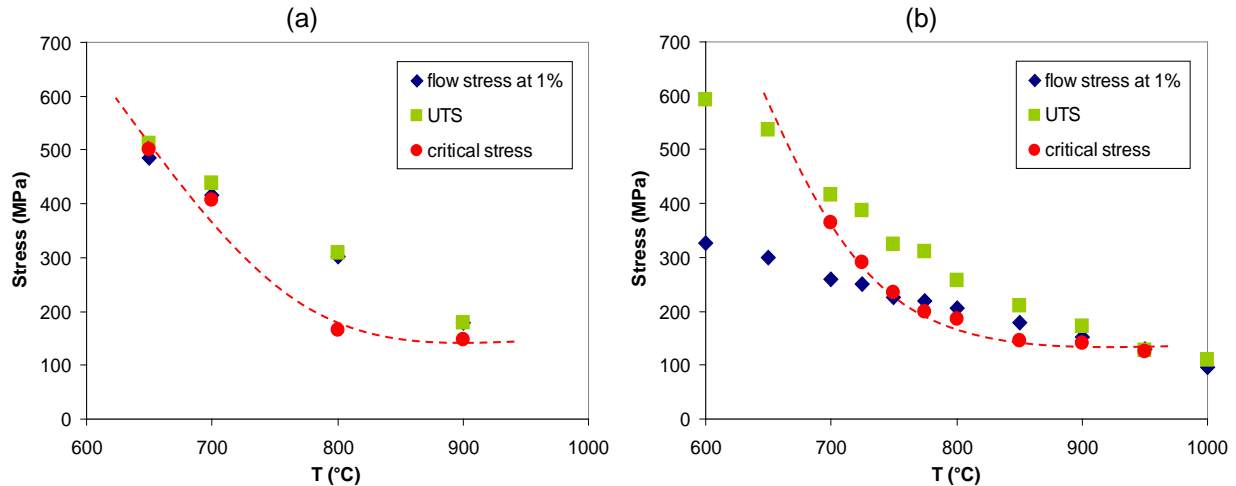 (a)
700
600
500
400
300
200
100
0
Stress (MPa)
flow stress at 1%
UTS
critical stress
600 700 800 900 1000
T (°C)
(b)
700
600
500
400
300
200
100
0
Stress (MPa)
flow stress at 1%
UTS
critical stress
600 700 800 900 1000
T (°C)